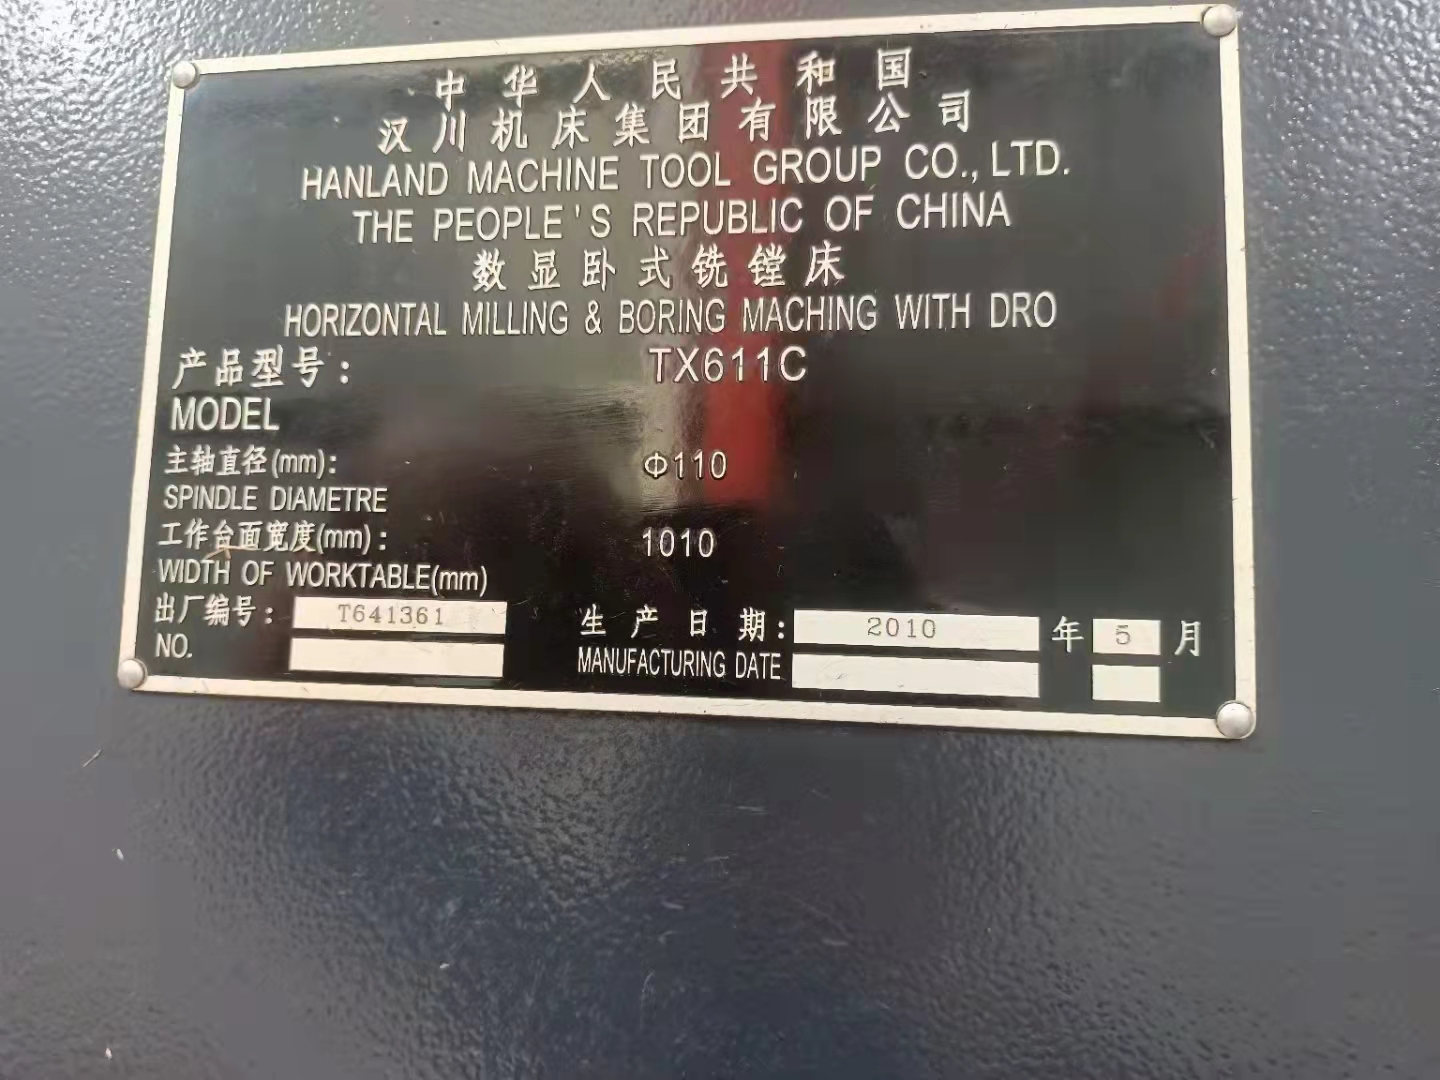 中华人民共和国
汉川机床集团有限公司
HANLAND MACHINE TOOL GROUP CO., LTD.
THE PEOPLE'S REPUBLIC OF CHINA
数显卧式铣镗床
HORIZONTAL MILLING & BORING MACHING WITH DRO
产品型号: TX611C
MODEL
主轴直径(mm): Φ110
SPINDLE DIAMETRE
工作台面宽度(mm): 1010
WIDTH OF WORKTABLE(mm)
出厂编号: T641361 生产日期: 2010 年 5 月
NO. MANUFACTURING DATE